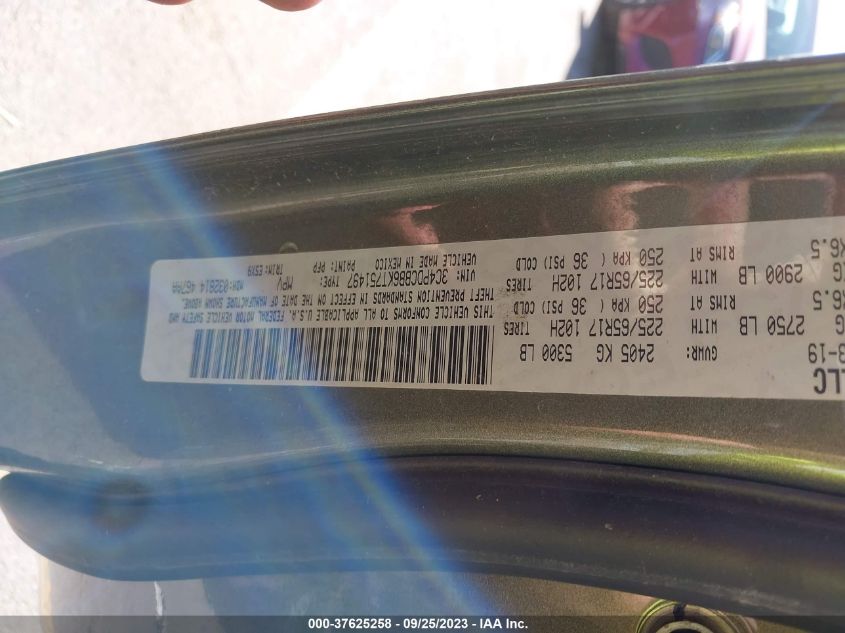 LLC
3-19 GVWR: 2405 KG 5300 LB
G 2750 LB WITH 225/65R17 102H TIRES
X6.5 RIMS AT 250 KPA ( 36 PSI) COLD
G 2900 LB WITH 225/65R17 102H TIRES
X6.5 RIMS AT 250 KPA ( 36 PSI) COLD
THIS VEHICLE CONFORMS TO ALL APPLICABLE U.S.A. FEDERAL MOTOR VEHICLE SAFETY AND
THEFT PREVENTION STANDARDS IN EFFECT ON THE DATE OF MANUFACTURE SHOWN ABOVE.
VIN: 3C4PDCBB6KT751497 TYPE: MPV MDH:032814 467AA
VEHICLE MADE IN MEXICO PAINT: PFP TRIM: E5X9
000-37625258 - 09/25/2023 - IAA Inc.